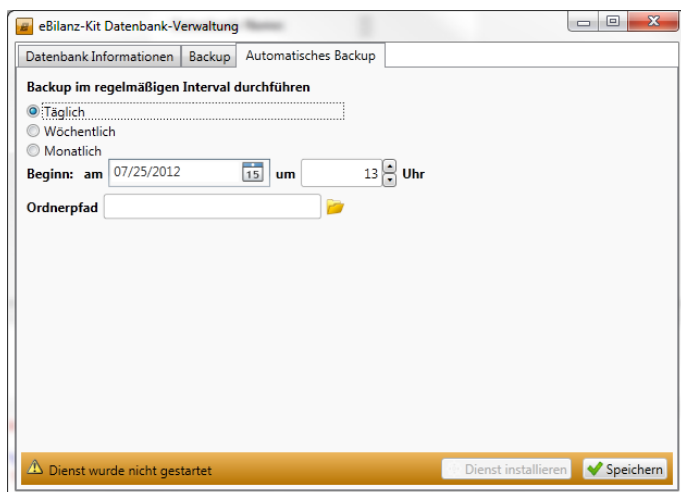 eBilanz-Kit Datenbank-Verwaltung
Datenbank Informationen Backup Automatisches Backup
Backup im regelmäßigen Interval durchführen
Täglich
Wöchentlich
Monatlich
Beginn: am 07/25/2012 15 um 13 Uhr
Ordnerpfad
Dienst wurde nicht gestartet Dienst installieren Speichern